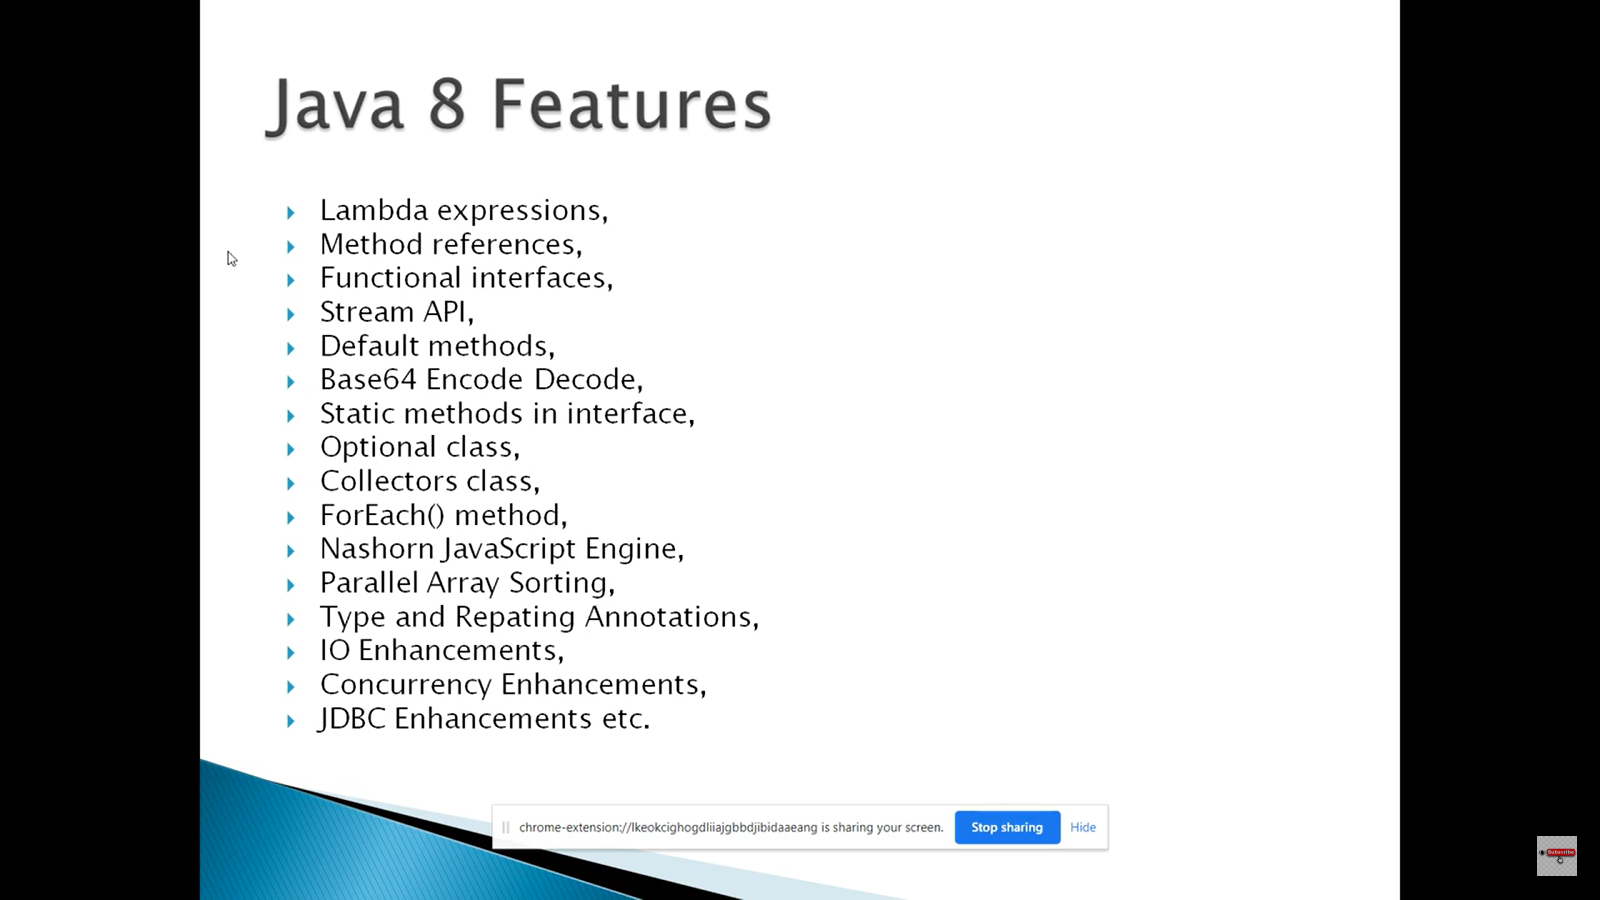 Java 8 Features
Lambda expressions,
Method references,
Functional interfaces,
Stream API,
Default methods,
Base64 Encode Decode,
Static methods in interface,
Optional class,
Collectors class,
ForEach() method,
Nashorn JavaScript Engine,
Parallel Array Sorting,
Type and Repating Annotations,
IO Enhancements,
Concurrency Enhancements,
JDBC Enhancements etc.
chrome-extension://lkeokcighogdliiajgbbdjibidaaeang is sharing your screen. Stop sharing Hide
Subscribe